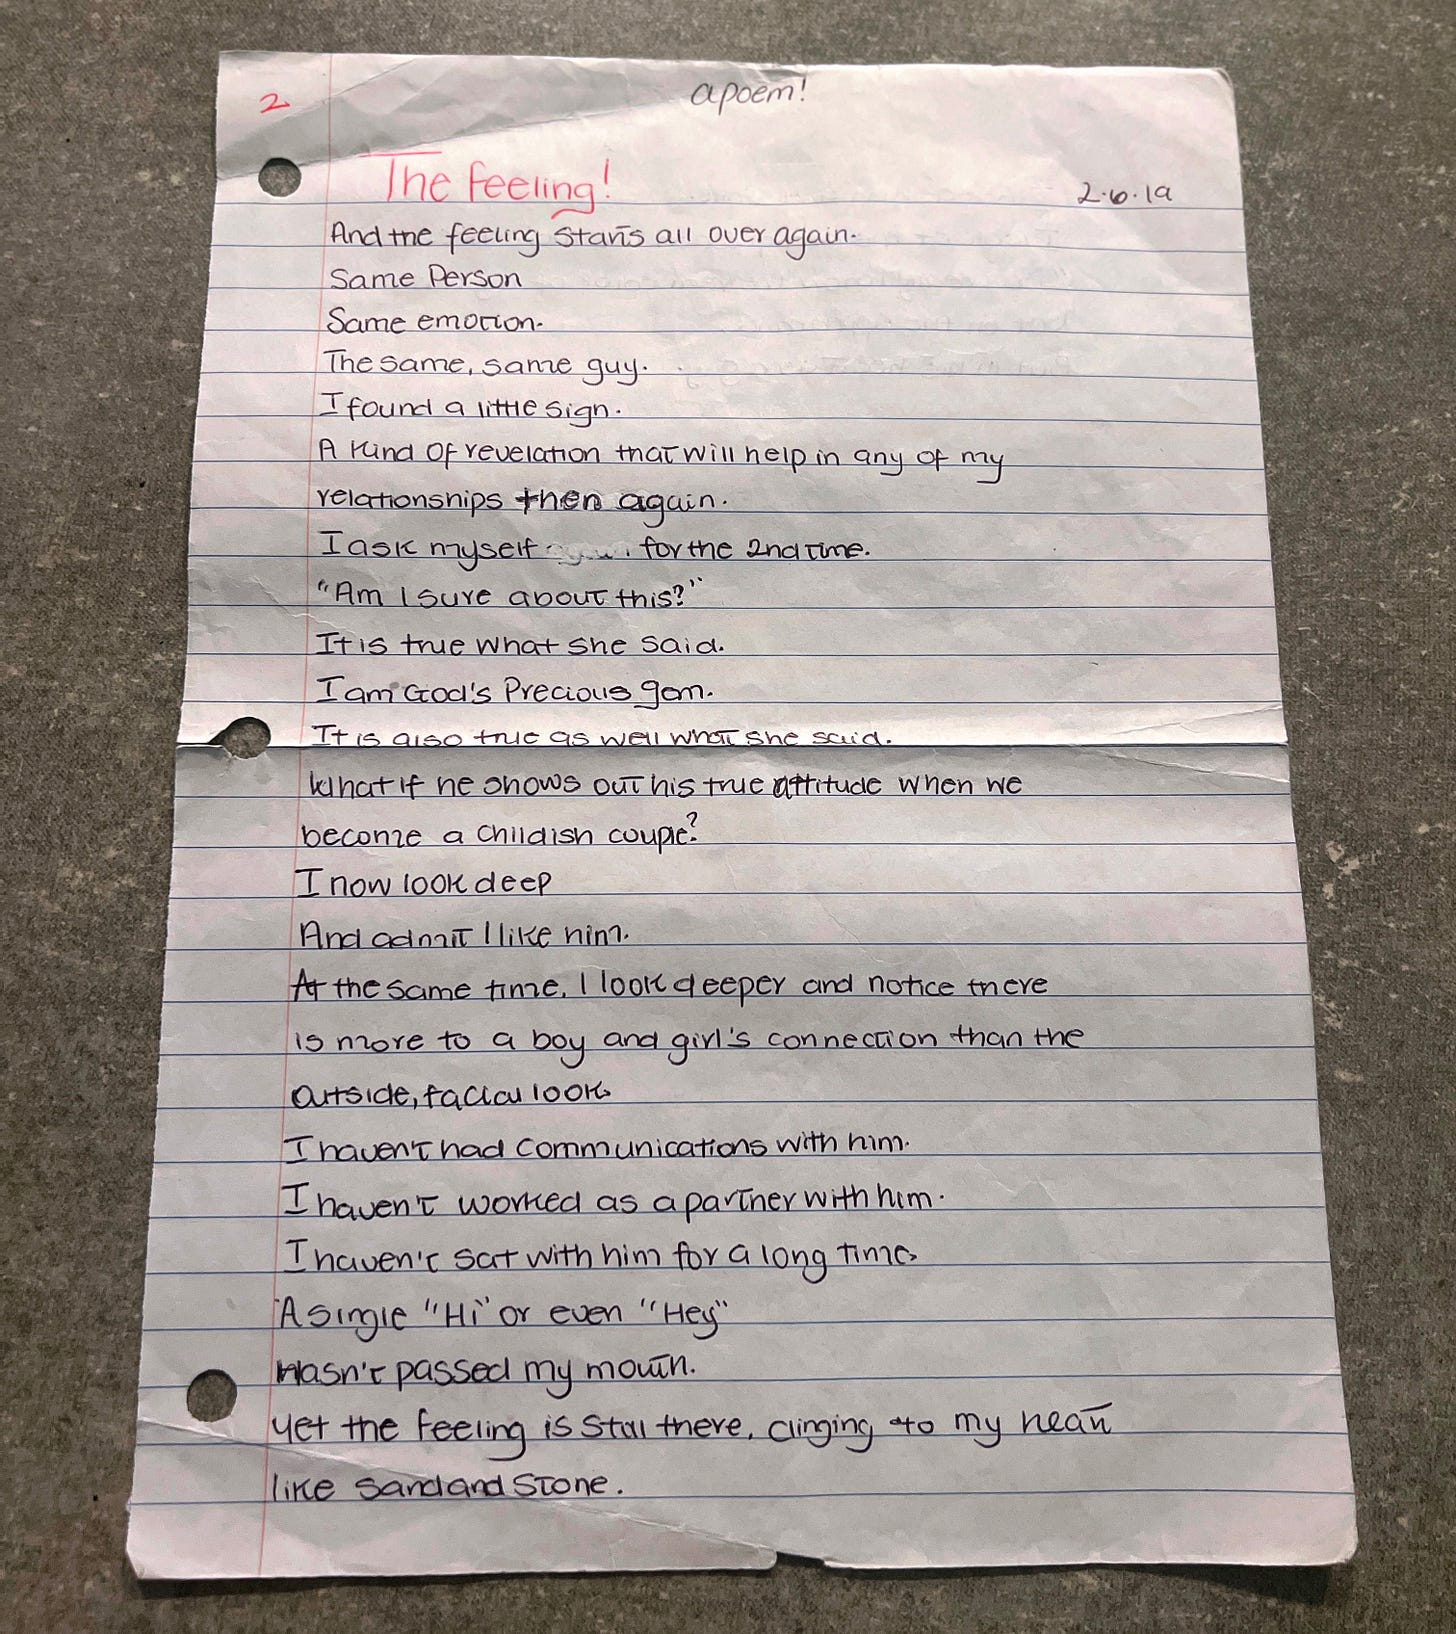 apoem!
2
The feeling!
2.6.19
And the feeling starts all over again.
Same Person
Same emotion.
The same, same guy.
I found a little sign.
A kind of revelation that will help in any of my
relationships then again.
I ask myself for the 2nd time.
"Am I sure about this?"
It is true what she said.
I am God's Precious gem.
It is also true as well what she said.
What if he shows out his true attitude when we
become a childish couple?
I now look deep
And admit I like him.
At the same time, I look deeper and notice there
is more to a boy and girl's connection than the
outside, facial look.
I haven't had communications with him.
I haven't worked as a partner with him.
I haven't sat with him for a long time.
A single "Hi" or even "Hey"
Hasn't passed my mouth.
Yet the feeling is still there, clinging to my heart
like sand and stone.